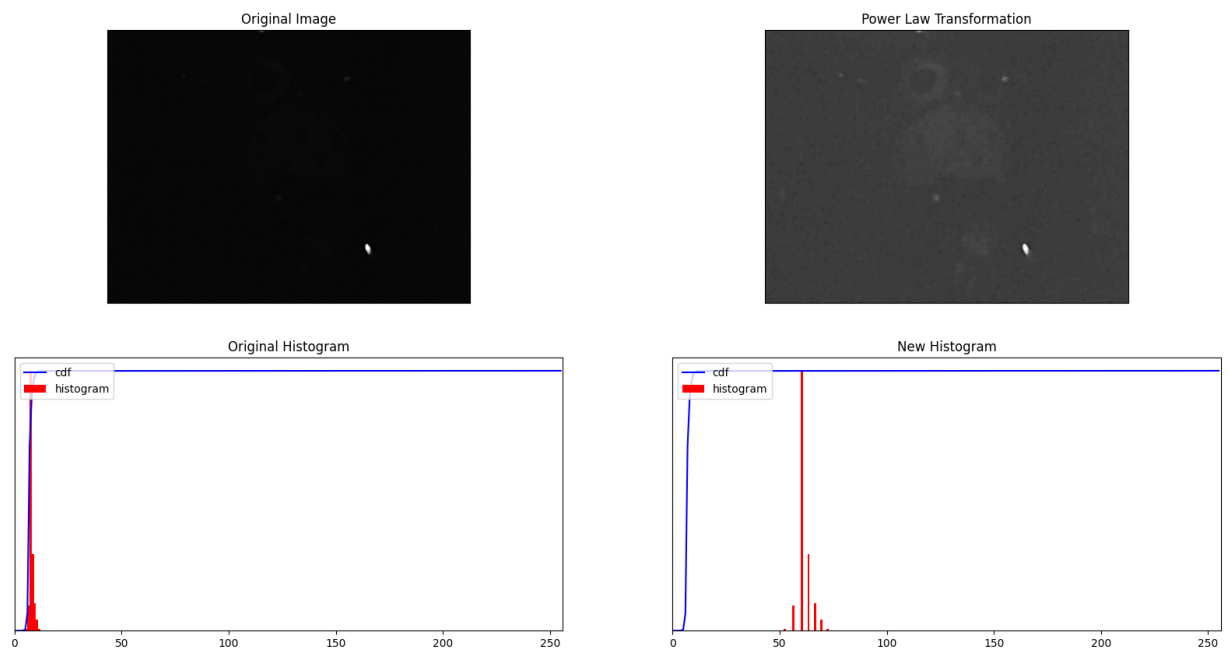 Original Image
Power Law Transformation
Original Histogram
cdf
histogram
0 50 100 150 200 250
New Histogram
cdf
histogram
0 50 100 150 200 250